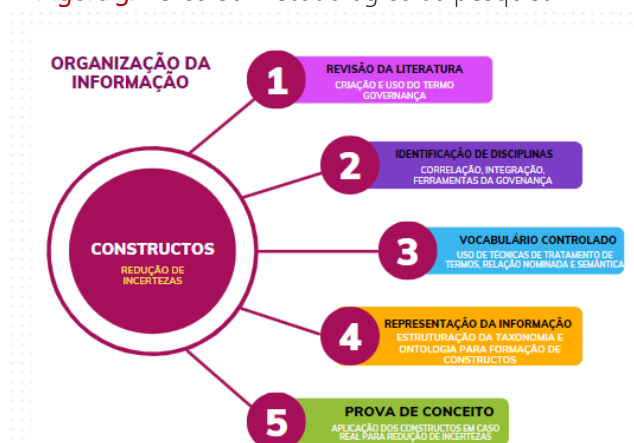 ORGANIZAÇÃO DA
INFORMAÇÃO
1
REVISÃO DA LITERATURA
CRIAÇÃO E USO DO TERMO
GOVERNANÇA
2
IDENTIFICAÇÃO DE DISCIPLINAS
CORRELAÇÃO, INTEGRAÇÃO,
FERRAMENTAS DA GOVENANÇA
CONSTRUCTOS
REDUÇÃO DE
INCERTEZAS
3
VOCABULÁRIO CONTROLADO
USO DE TÉCNICAS DE TRATAMENTO DE
TERMOS, RELAÇÃO NOMINADA E SEMÂNTICA
4
REPRESENTAÇÃO DA INFORMAÇÃO
ESTRUTURAÇÃO DA TAXONOMIA E
ONTOLOGIA PARA FORMAÇÃO DE
CONSTRUCTOS
5
PROVA DE CONCEITO
APLICAÇÃO DOS CONSTRUCTOS EM CASO
REAL PARA REDUÇÃO DE INCERTEZAS